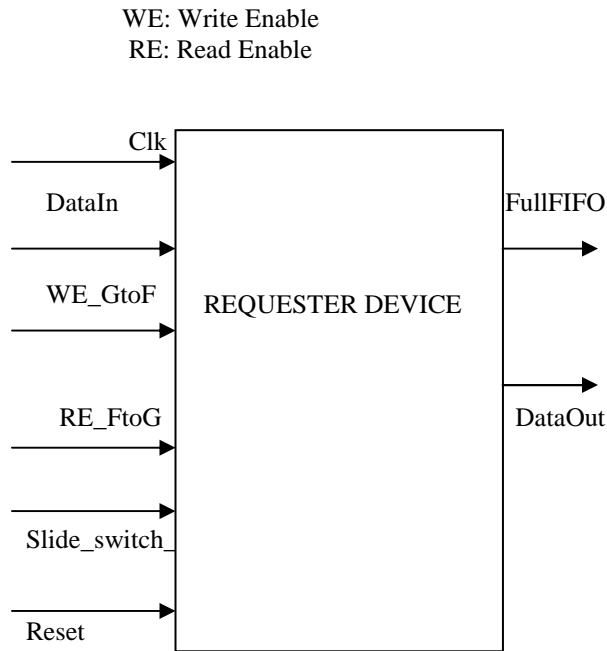 WE: Write Enable
RE: Read Enable
Clk
DataIn
FullFIFO
WE_GtoF
REQUESTER DEVICE
RE_FtoG
DataOut
Slide_switch_
Reset